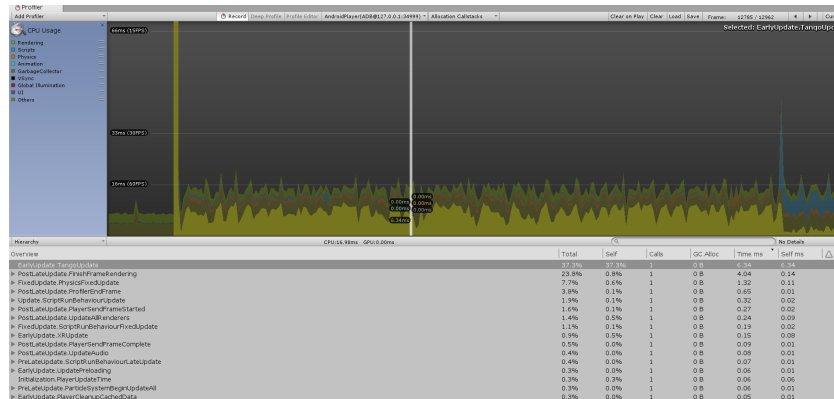 Profiler
Add Profiler Record Deep Profile Profile Editor AndroidPlayer(ADB@127.0.0.1:34999) Allocation Callstacks Clear on Play Clear Load Save Frame: 12785 / 12962 Cur
CPU Usage
Rendering
Scripts
Physics
Animation
GarbageCollector
VSync
Global Illumination
UI
Others
Selected: EarlyUpdate.TangoUpd
66ms (15FPS)
33ms (30FPS)
16ms (60FPS)
0.00ms 0.00ms
0.00ms 0.00ms
0.00ms
6.34ms
Hierarchy CPU:16.98ms GPU:0.00ms No Details
Overview Total Self Calls GC Alloc Time ms Self ms
EarlyUpdate.TangoUpdate 37.3% 37.3% 1 0 B 6.34 6.34
PostLateUpdate.FinishFrameRendering 23.8% 0.8% 1 0 B 4.04 0.14
FixedUpdate.PhysicsFixedUpdate 7.7% 0.6% 1 0 B 1.32 0.11
PostLateUpdate.ProfilerEndFrame 3.8% 0.1% 1 0 B 0.65 0.01
Update.ScriptRunBehaviourUpdate 1.9% 0.1% 1 0 B 0.32 0.02
PostLateUpdate.PlayerSendFrameStarted 1.6% 0.1% 1 0 B 0.27 0.02
PostLateUpdate.UpdateAllRenderers 1.4% 0.5% 1 0 B 0.24 0.09
FixedUpdate.ScriptRunBehaviourFixedUpdate 1.1% 0.1% 1 0 B 0.19 0.02
EarlyUpdate.XRUpdate 0.9% 0.5% 1 0 B 0.15 0.08
PostLateUpdate.PlayerSendFrameComplete 0.5% 0.0% 1 0 B 0.09 0.01
PostLateUpdate.UpdateAudio 0.4% 0.0% 1 0 B 0.08 0.01
PreLateUpdate.ScriptRunBehaviourLateUpdate 0.4% 0.0% 1 0 B 0.07 0.01
EarlyUpdate.UpdatePreloading 0.3% 0.0% 1 0 B 0.06 0.01
Initialization.PlayerUpdateTime 0.3% 0.3% 1 0 B 0.06 0.06
PreLateUpdate.ParticleSystemBeginUpdateAll 0.3% 0.0% 1 0 B 0.06 0.01
EarlyUpdate.PlayerCleanupCachedData 0.3% 0.0% 1 0 B 0.05 0.01